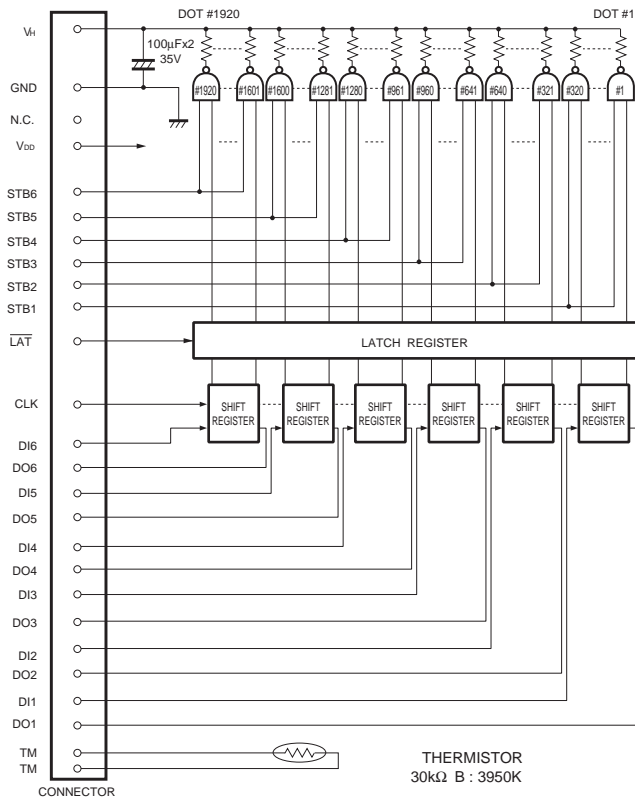 DOT #1920
DOT #1
VH
100μFx2
35V
GND
#1920
#1601
#1600
#1281
#1280
#961
#960
#641
#640
#321
#320
#1
N.C.
VDD
STB6
STB5
STB4
STB3
STB2
STB1
LAT
LATCH REGISTER
CLK
SHIFT REGISTER
SHIFT REGISTER
SHIFT REGISTER
SHIFT REGISTER
SHIFT REGISTER
SHIFT REGISTER
DI6
DO6
DI5
DO5
DI4
DO4
DI3
DO3
DI2
DO2
DI1
DO1
TM
TM
THERMISTOR
30kΩ B : 3950K
CONNECTOR